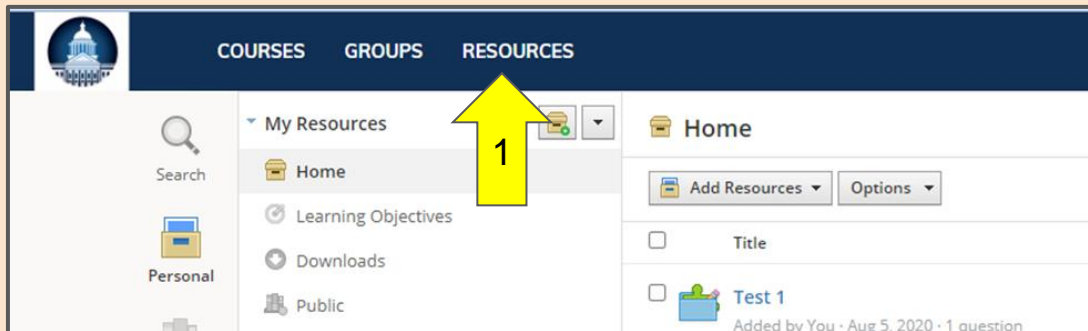 COURSES GROUPS RESOURCES
1
My Resources
Home
Search
Home
Learning Objectives
Add Resources Options
Personal
Downloads
Title
Public
Test 1
Added by You · Aug 5, 2020 · 1 question